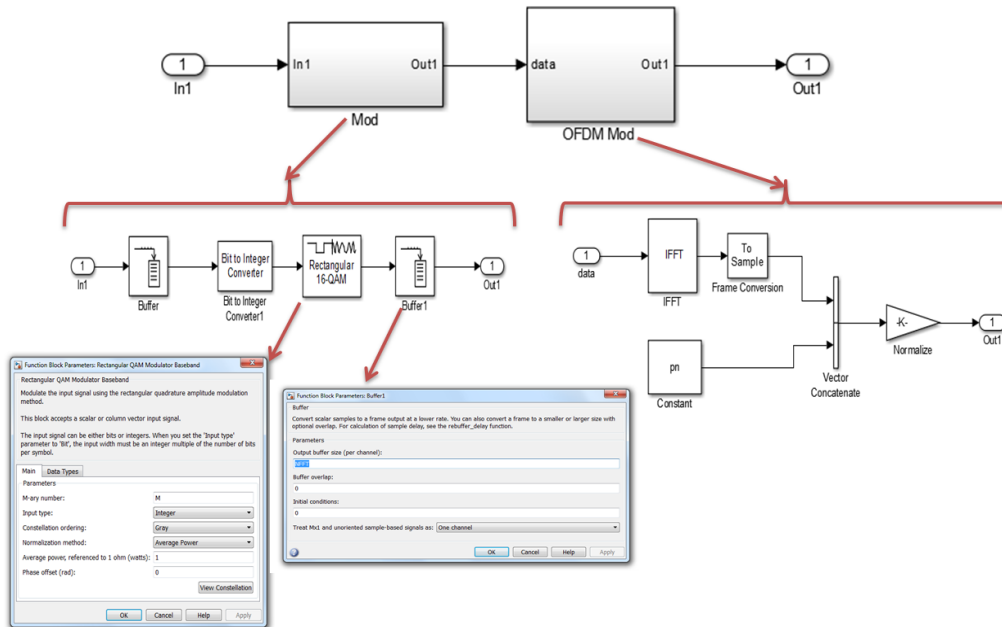 1
In1
In1
Out1
Mod
data
Out1
OFDM Mod
1
Out1
1
In1
Buffer
Bit to Integer
Converter
Bit to Integer
Converter1
Rectangular
16-QAM
Buffer1
1
Out1
1
data
IFFT
IFFT
To
Sample
Frame Conversion
pn
Constant
Vector
Concatenate
-K-
Normalize
1
Out1
Function Block Parameters: Rectangular QAM Modulator Baseband
Rectangular QAM Modulator Baseband
Modulate the input signal using the rectangular quadrature amplitude modulation
method.
This block accepts a scalar or column vector input signal.
The input signal can be either bits or integers. When you set the 'Input type'
parameter to 'Bit', the input width must be an integer multiple of the number of bits
per symbol.
Main
Data Types
Parameters
M-ary number:
M
Input type:
Integer
Constellation ordering:
Gray
Normalization method:
Average Power
Average power, referenced to 1 ohm (watts):
1
Phase offset (rad):
0
View Constellation
OK
Cancel
Help
Apply
Function Block Parameters: Buffer1
Buffer
Convert scalar samples to a frame output at a lower rate. You can also convert a frame to a smaller or larger size with
optional overlap. For calculation of sample delay, see the rebuffer_delay function.
Parameters
Output buffer size (per channel):
NFFT
Buffer overlap:
0
Initial conditions:
0
Treat Mx1 and unoriented sample-based signals as:
One channel
OK
Cancel
Help
Apply